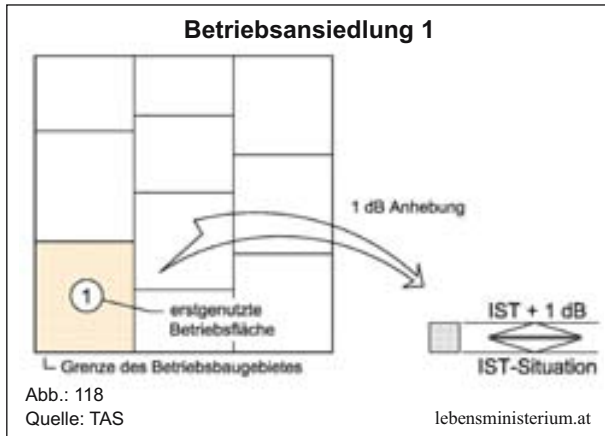 Betriebsansiedlung 1
1 dB Anhebung
1
erstgenutzte
Betriebsfläche
IST + 1 dB
IST-Situation
Grenze des Betriebsbaugebietes
Abb.: 118
Quelle: TAS
lebensministerium.at